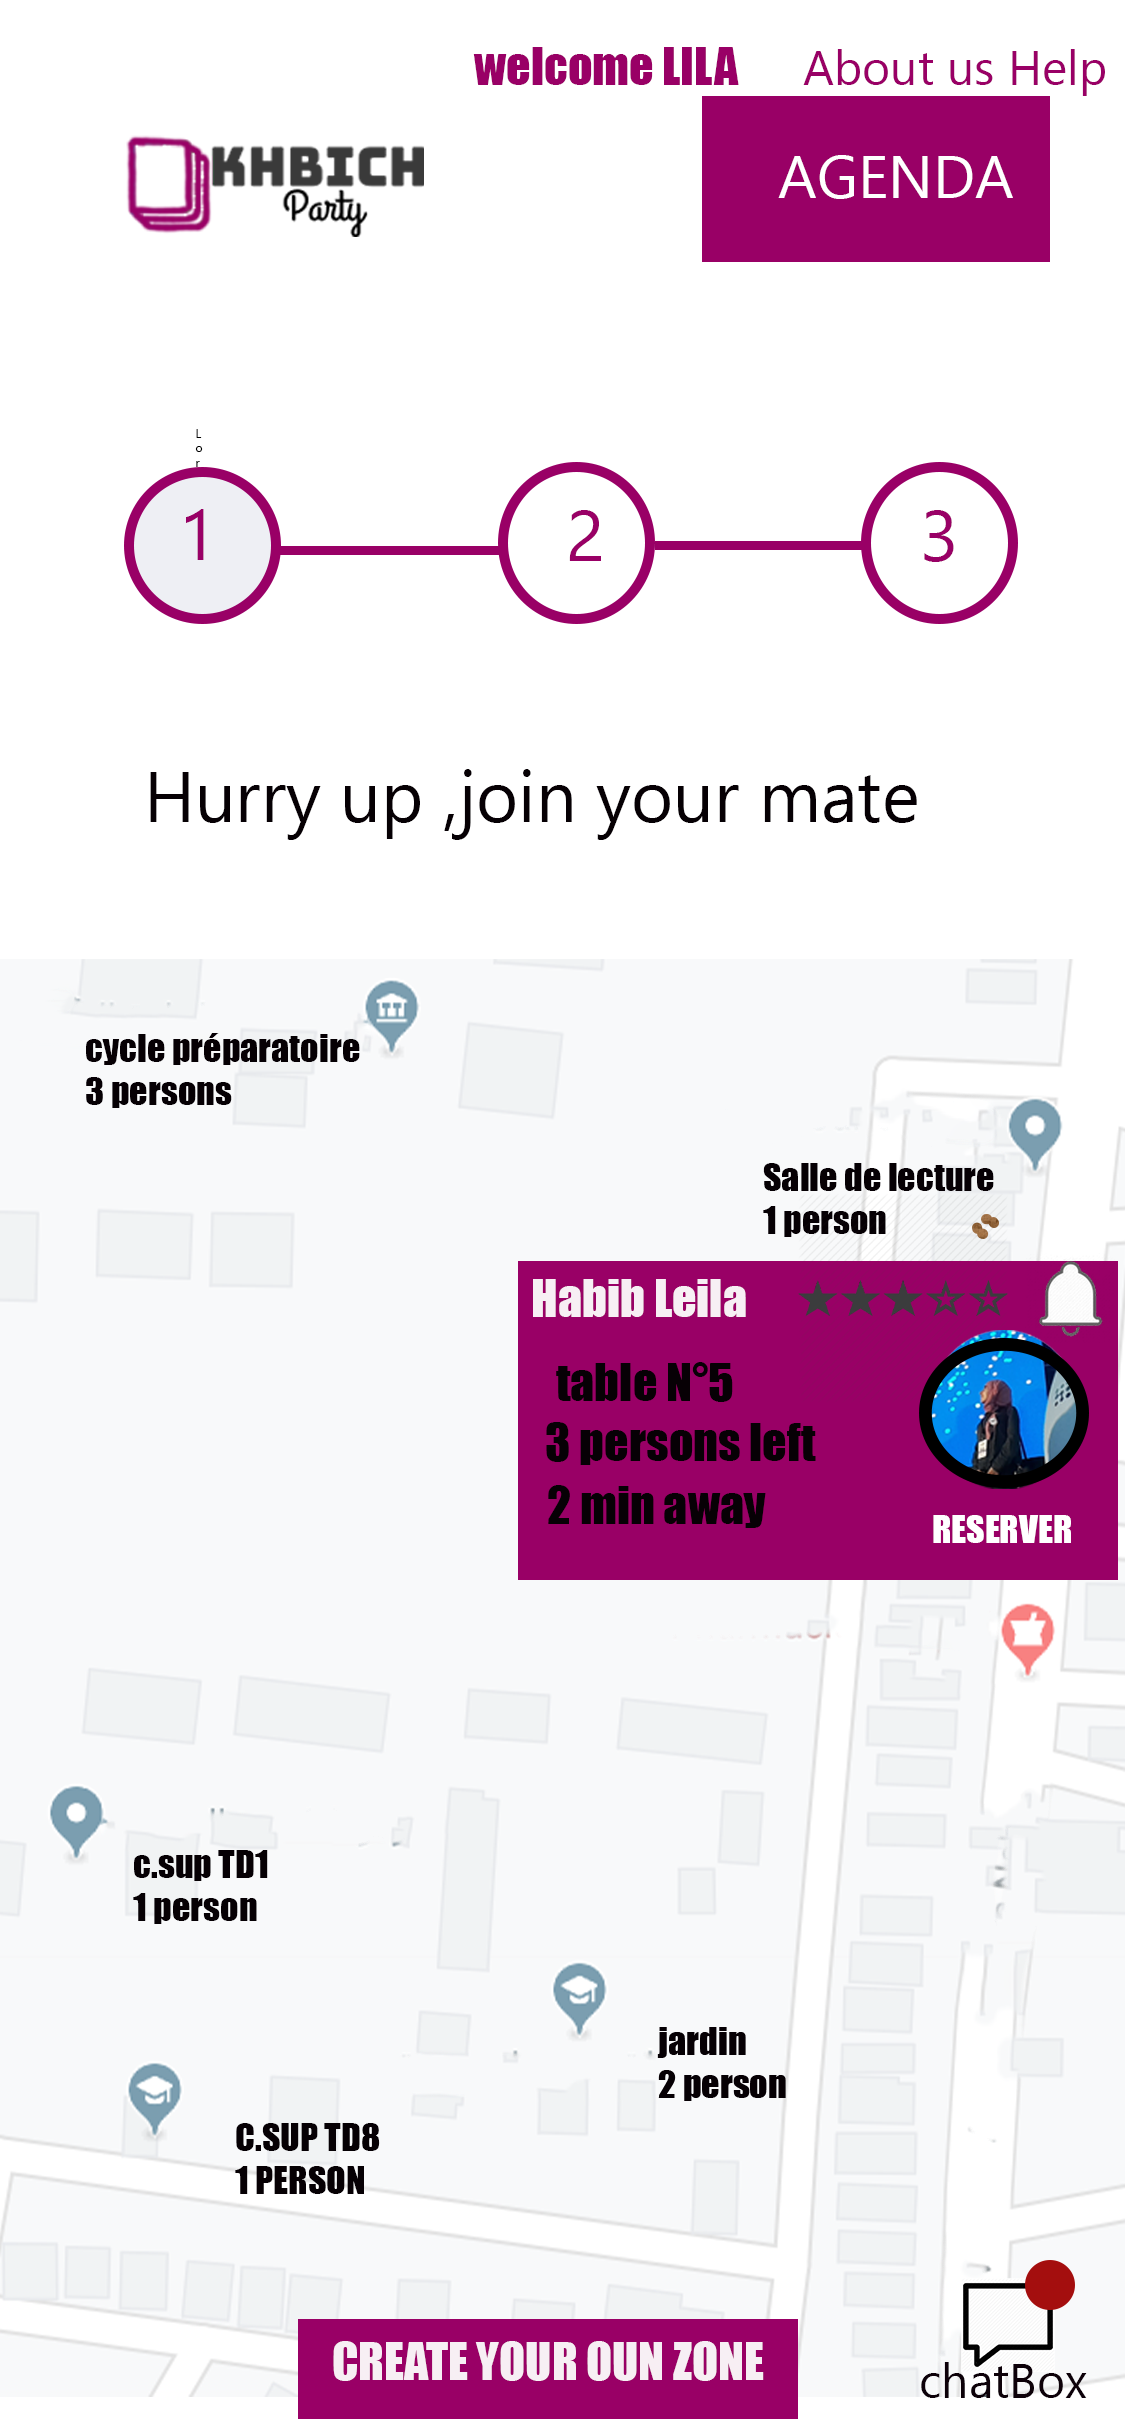 welcome LILA
About us Help
KHBICH
Party
AGENDA
L
o
r
1
2
3
Hurry up ,join your mate
cycle préparatoire
3 persons
Salle de lecture
1 person
Habib Leila
table N°5
3 persons left
2 min away
RESERVER
c.sup TD1
1 person
jardin
2 person
C.SUP TD8
1 PERSON
CREATE YOUR OUN ZONE
chatBox